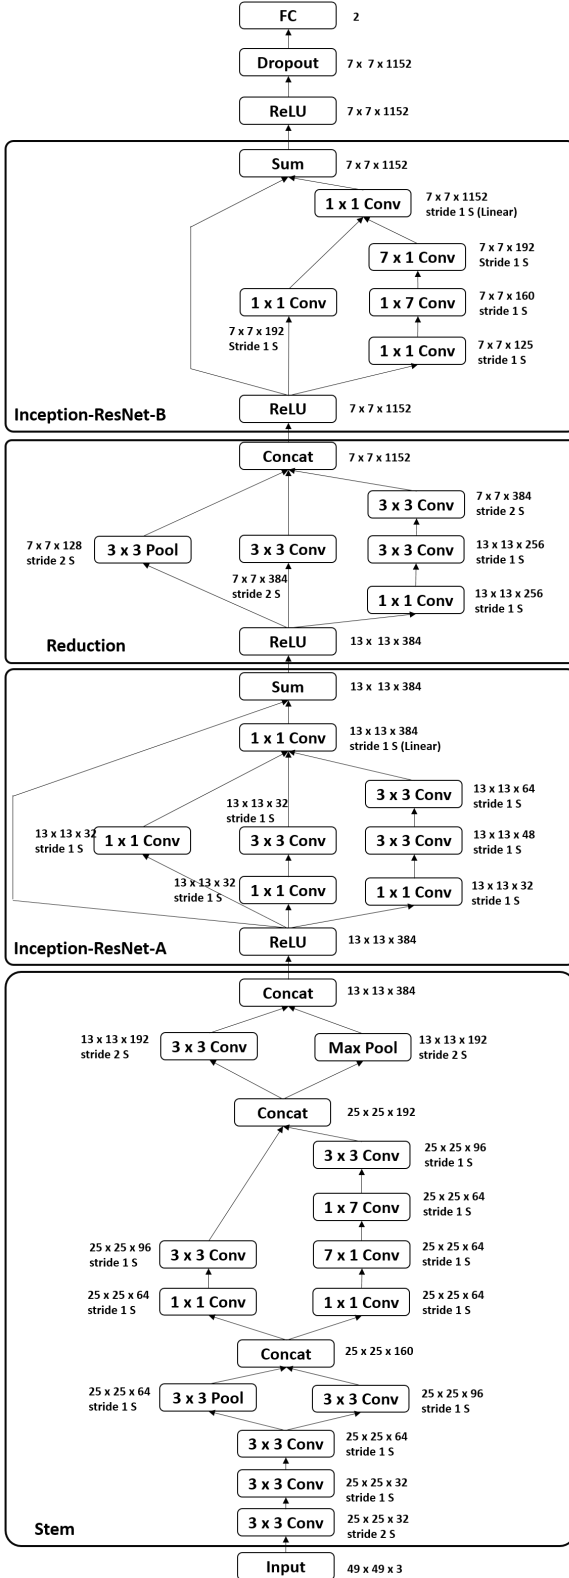 FC
2
Dropout
7 x 7 x 1152
ReLU
7 x 7 x 1152
Sum
7 x 7 x 1152
1 x 1 Conv
7 x 7 x 1152
stride 1 S (Linear)
7 x 1 Conv
7 x 7 x 192
Stride 1 S
1 x 1 Conv
7 x 7 x 192
Stride 1 S
1 x 7 Conv
7 x 7 x 160
stride 1 S
1 x 1 Conv
7 x 7 x 125
stride 1 S
Inception-ResNet-B
ReLU
7 x 7 x 1152
Concat
7 x 7 x 1152
3 x 3 Conv
7 x 7 x 384
stride 2 S
7 x 7 x 128
stride 2 S
3 x 3 Pool
3 x 3 Conv
7 x 7 x 384
stride 2 S
3 x 3 Conv
13 x 13 x 256
stride 1 S
1 x 1 Conv
13 x 13 x 256
stride 1 S
Reduction
ReLU
13 x 13 x 384
Sum
13 x 13 x 384
1 x 1 Conv
13 x 13 x 384
stride 1 S (Linear)
3 x 3 Conv
13 x 13 x 64
stride 1 S
13 x 13 x 32
stride 1 S
13 x 13 x 32
stride 1 S
1 x 1 Conv
3 x 3 Conv
3 x 3 Conv
13 x 13 x 48
stride 1 S
13 x 13 x 32
stride 1 S
1 x 1 Conv
1 x 1 Conv
13 x 13 x 32
stride 1 S
Inception-ResNet-A
ReLU
13 x 13 x 384
Concat
13 x 13 x 384
13 x 13 x 192
stride 2 S
3 x 3 Conv
Max Pool
13 x 13 x 192
stride 2 S
Concat
25 x 25 x 192
3 x 3 Conv
25 x 25 x 96
stride 1 S
1 x 7 Conv
25 x 25 x 64
stride 1 S
25 x 25 x 96
stride 1 S
3 x 3 Conv
7 x 1 Conv
25 x 25 x 64
stride 1 S
25 x 25 x 64
stride 1 S
1 x 1 Conv
1 x 1 Conv
25 x 25 x 64
stride 1 S
Concat
25 x 25 x 160
25 x 25 x 64
stride 1 S
3 x 3 Pool
3 x 3 Conv
25 x 25 x 96
stride 1 S
3 x 3 Conv
25 x 25 x 64
stride 1 S
3 x 3 Conv
25 x 25 x 32
stride 1 S
Stem
3 x 3 Conv
25 x 25 x 32
stride 2 S
Input
49 x 49 x 3